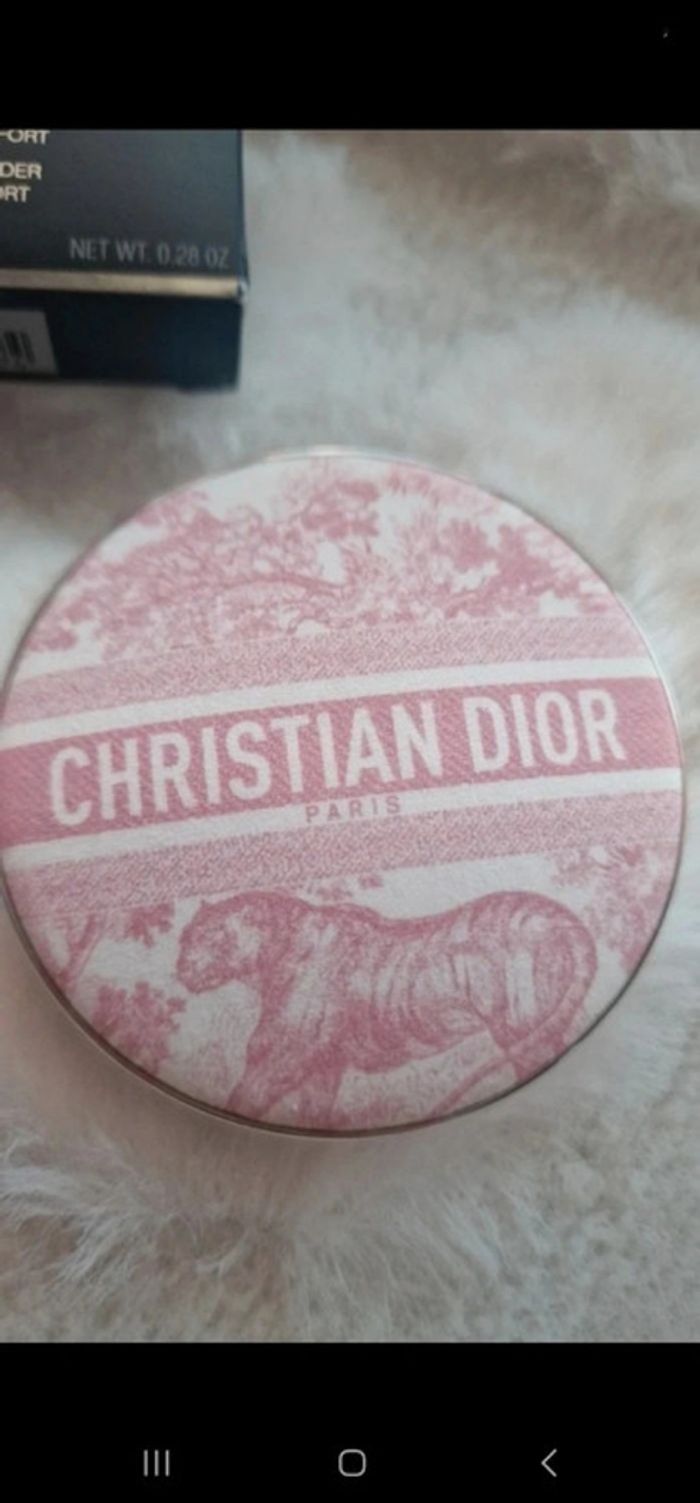 -ORT
DER
ORT
NET WT. 0.28 OZ
CHRISTIAN DIOR
PARIS